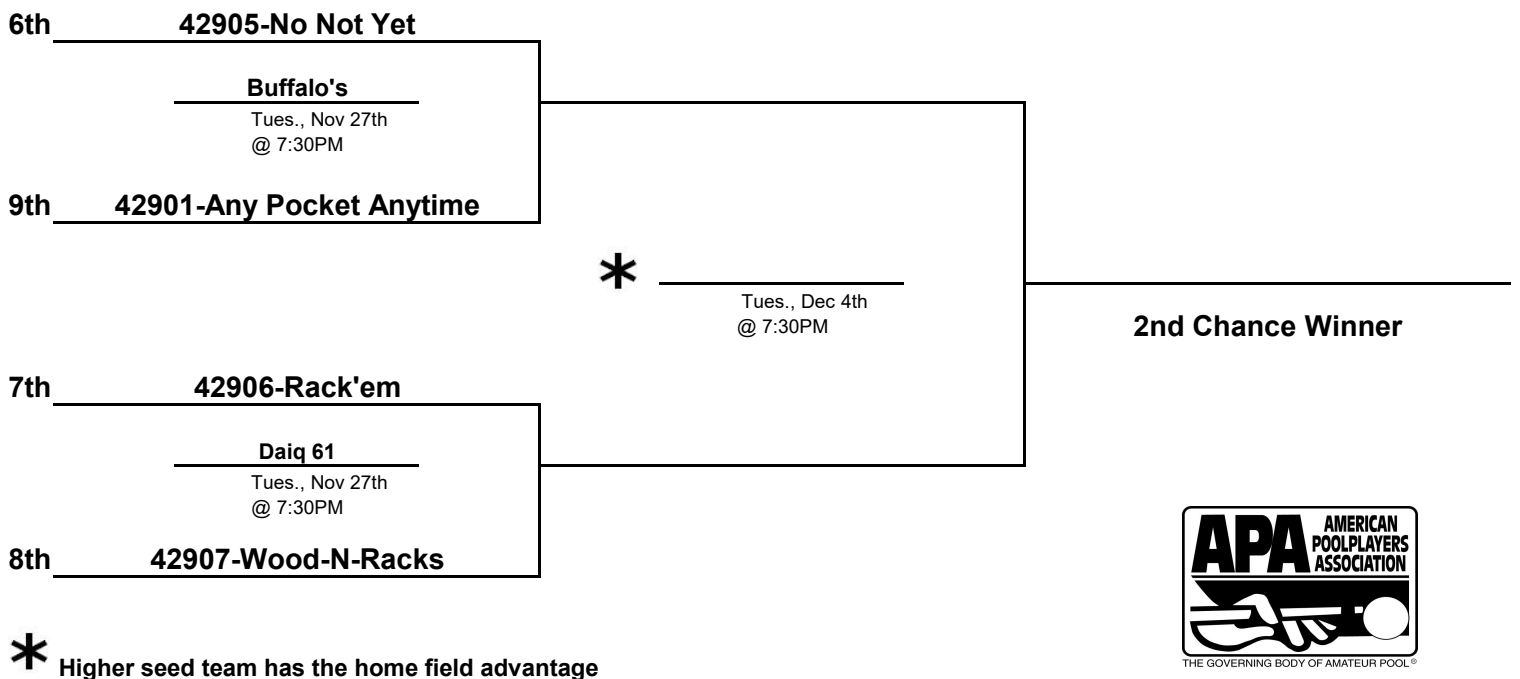 6th 42905-No Not Yet
Buffalo's
Tues., Nov 27th
@ 7:30PM
9th 42901-Any Pocket Anytime
*
Tues., Dec 4th
@ 7:30PM
2nd Chance Winner
7th 42906-Rack'em
Daiq 61
Tues., Nov 27th
@ 7:30PM
8th 42907-Wood-N-Racks
* Higher seed team has the home field advantage
APA AMERICAN
POOLPLAYERS
ASSOCIATION
THE GOVERNING BODY OF AMATEUR POOL®